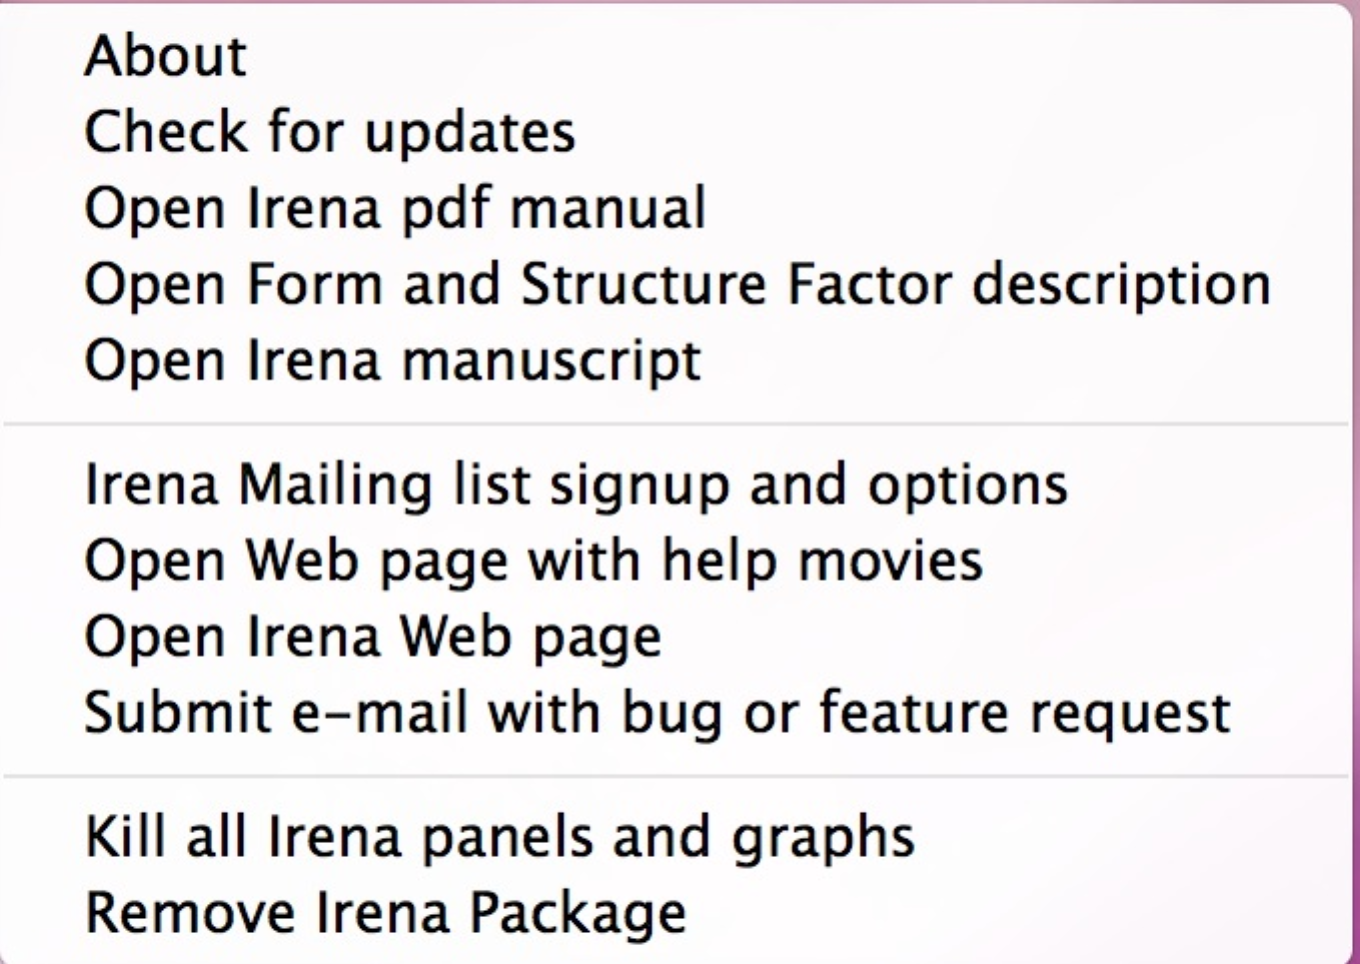 About
Check for updates
Open Irena pdf manual
Open Form and Structure Factor description
Open Irena manuscript
Irena Mailing list signup and options
Open Web page with help movies
Open Irena Web page
Submit e-mail with bug or feature request
Kill all Irena panels and graphs
Remove Irena Package